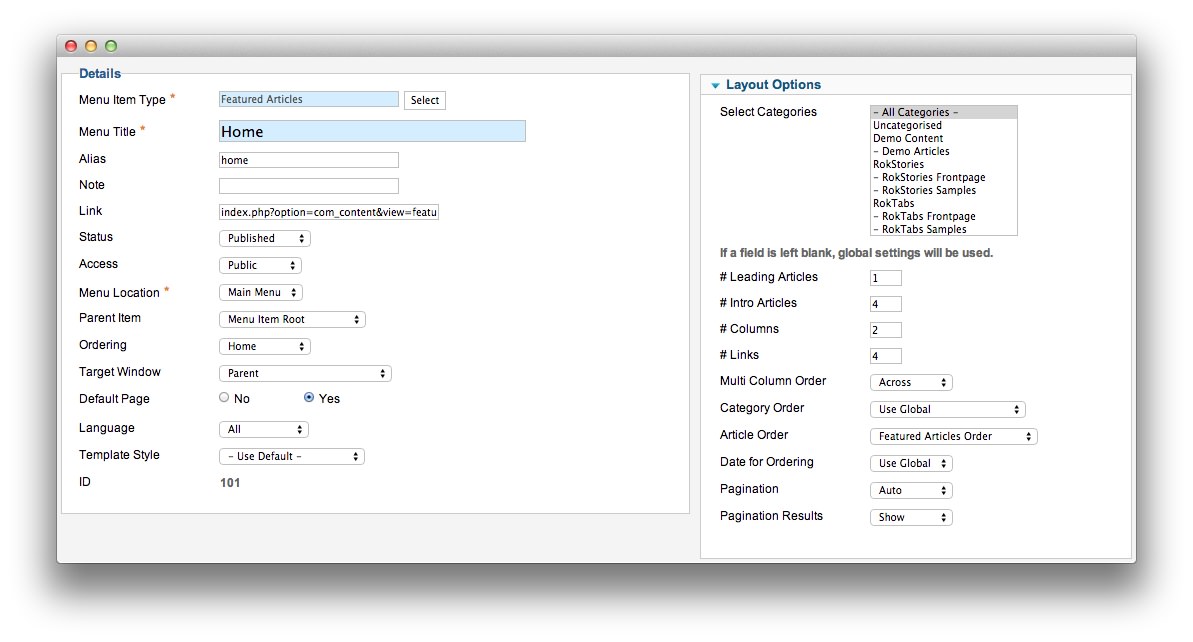 Details
Menu Item Type *
Featured Articles
Select
Menu Title *
Home
Alias
home
Note
Link
index.php?option=com_content&view=featu
Status
Published
Access
Public
Menu Location *
Main Menu
Parent Item
Menu Item Root
Ordering
Home
Target Window
Parent
Default Page
No
Yes
Language
All
Template Style
- Use Default -
ID
101
Layout Options
Select Categories
- All Categories -
Uncategorised
Demo Content
- Demo Articles
RokStories
- RokStories Frontpage
- RokStories Samples
RokTabs
- RokTabs Frontpage
- RokTabs Samples
If a field is left blank, global settings will be used.
# Leading Articles
1
# Intro Articles
4
# Columns
2
# Links
4
Multi Column Order
Across
Category Order
Use Global
Article Order
Featured Articles Order
Date for Ordering
Use Global
Pagination
Auto
Pagination Results
Show